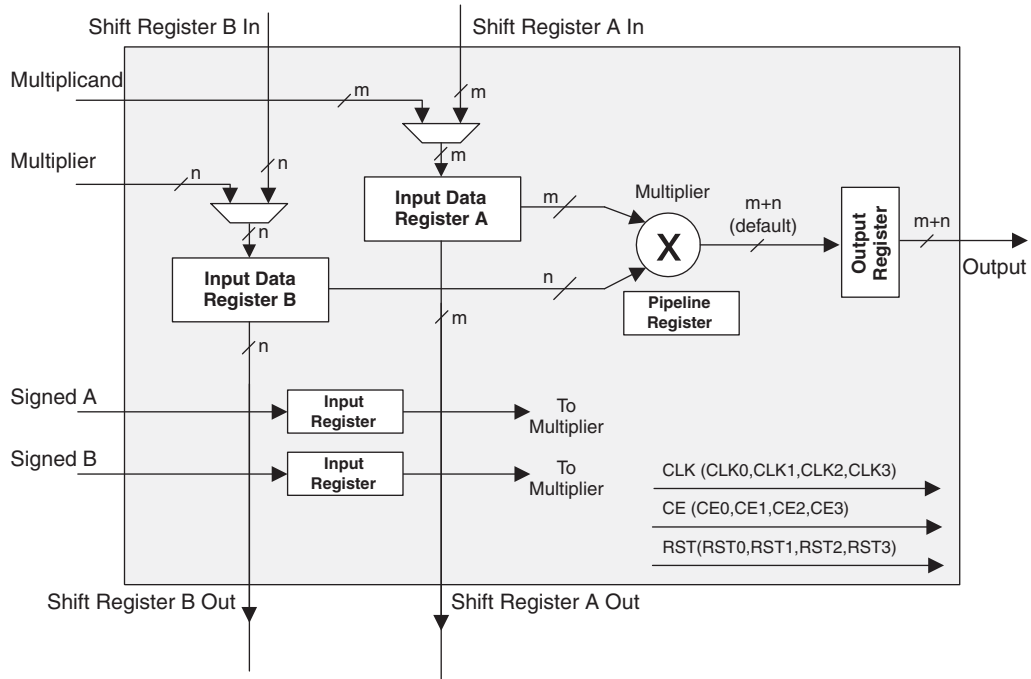 Shift Register B In
Shift Register A In
Multiplicand
m
m
Multiplier
n
n
m
Input Data
Register A
m
Multiplier
X
m+n
(default)
Output
Register
m+n
Output
n
Input Data
Register B
n
Pipeline
Register
m
n
Signed A
Input
Register
To
Multiplier
Signed B
Input
Register
To
Multiplier
CLK (CLK0,CLK1,CLK2,CLK3)
CE (CE0,CE1,CE2,CE3)
RST(RST0,RST1,RST2,RST3)
Shift Register B Out
Shift Register A Out